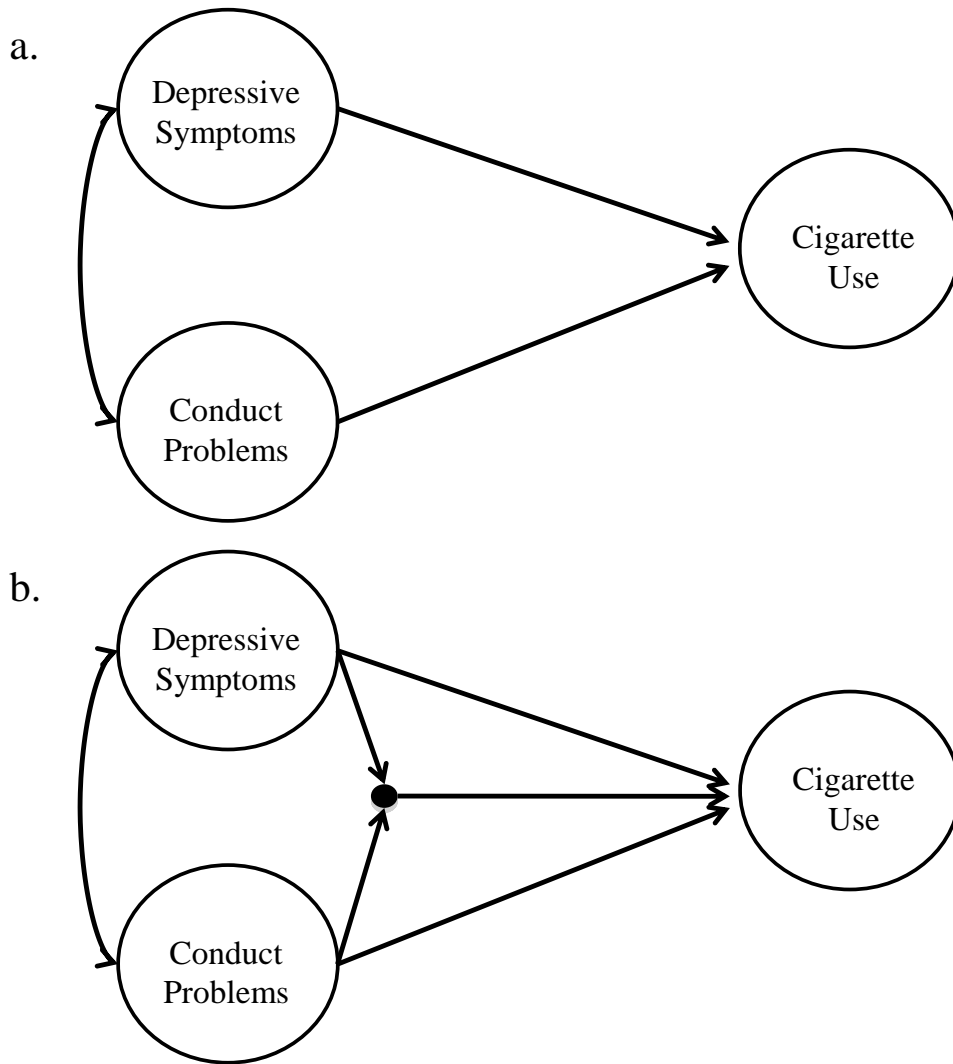 a.
Depressive
Symptoms
Cigarette
Use
Conduct
Problems
b.
Depressive
Symptoms
Cigarette
Use
Conduct
Problems